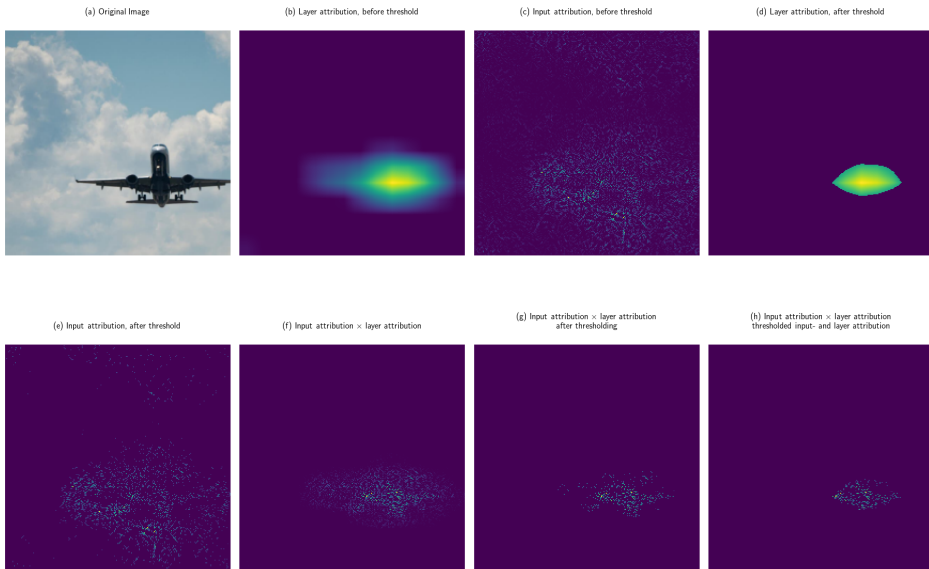 (a) Original Image
(b) Layer attribution, before threshold
(c) Input attribution, before threshold
(d) Layer attribution, after threshold
(e) Input attribution, after threshold
(f) Input attribution × layer attribution
(g) Input attribution × layer attribution
after thresholding
(h) Input attribution × layer attribution
thresholded input- and layer attribution